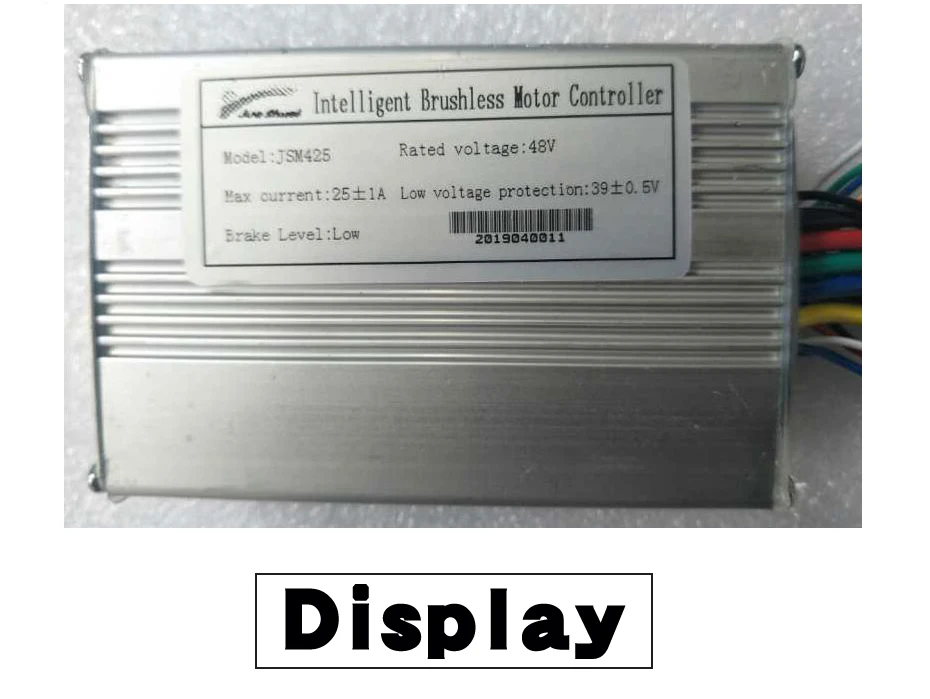 Intelligent Brushless Motor Controller
Model:JSM425 Rated voltage:48V
Max current:25±1A Low voltage protection:39±0.5V
Brake Level:Low
2019040011
Display